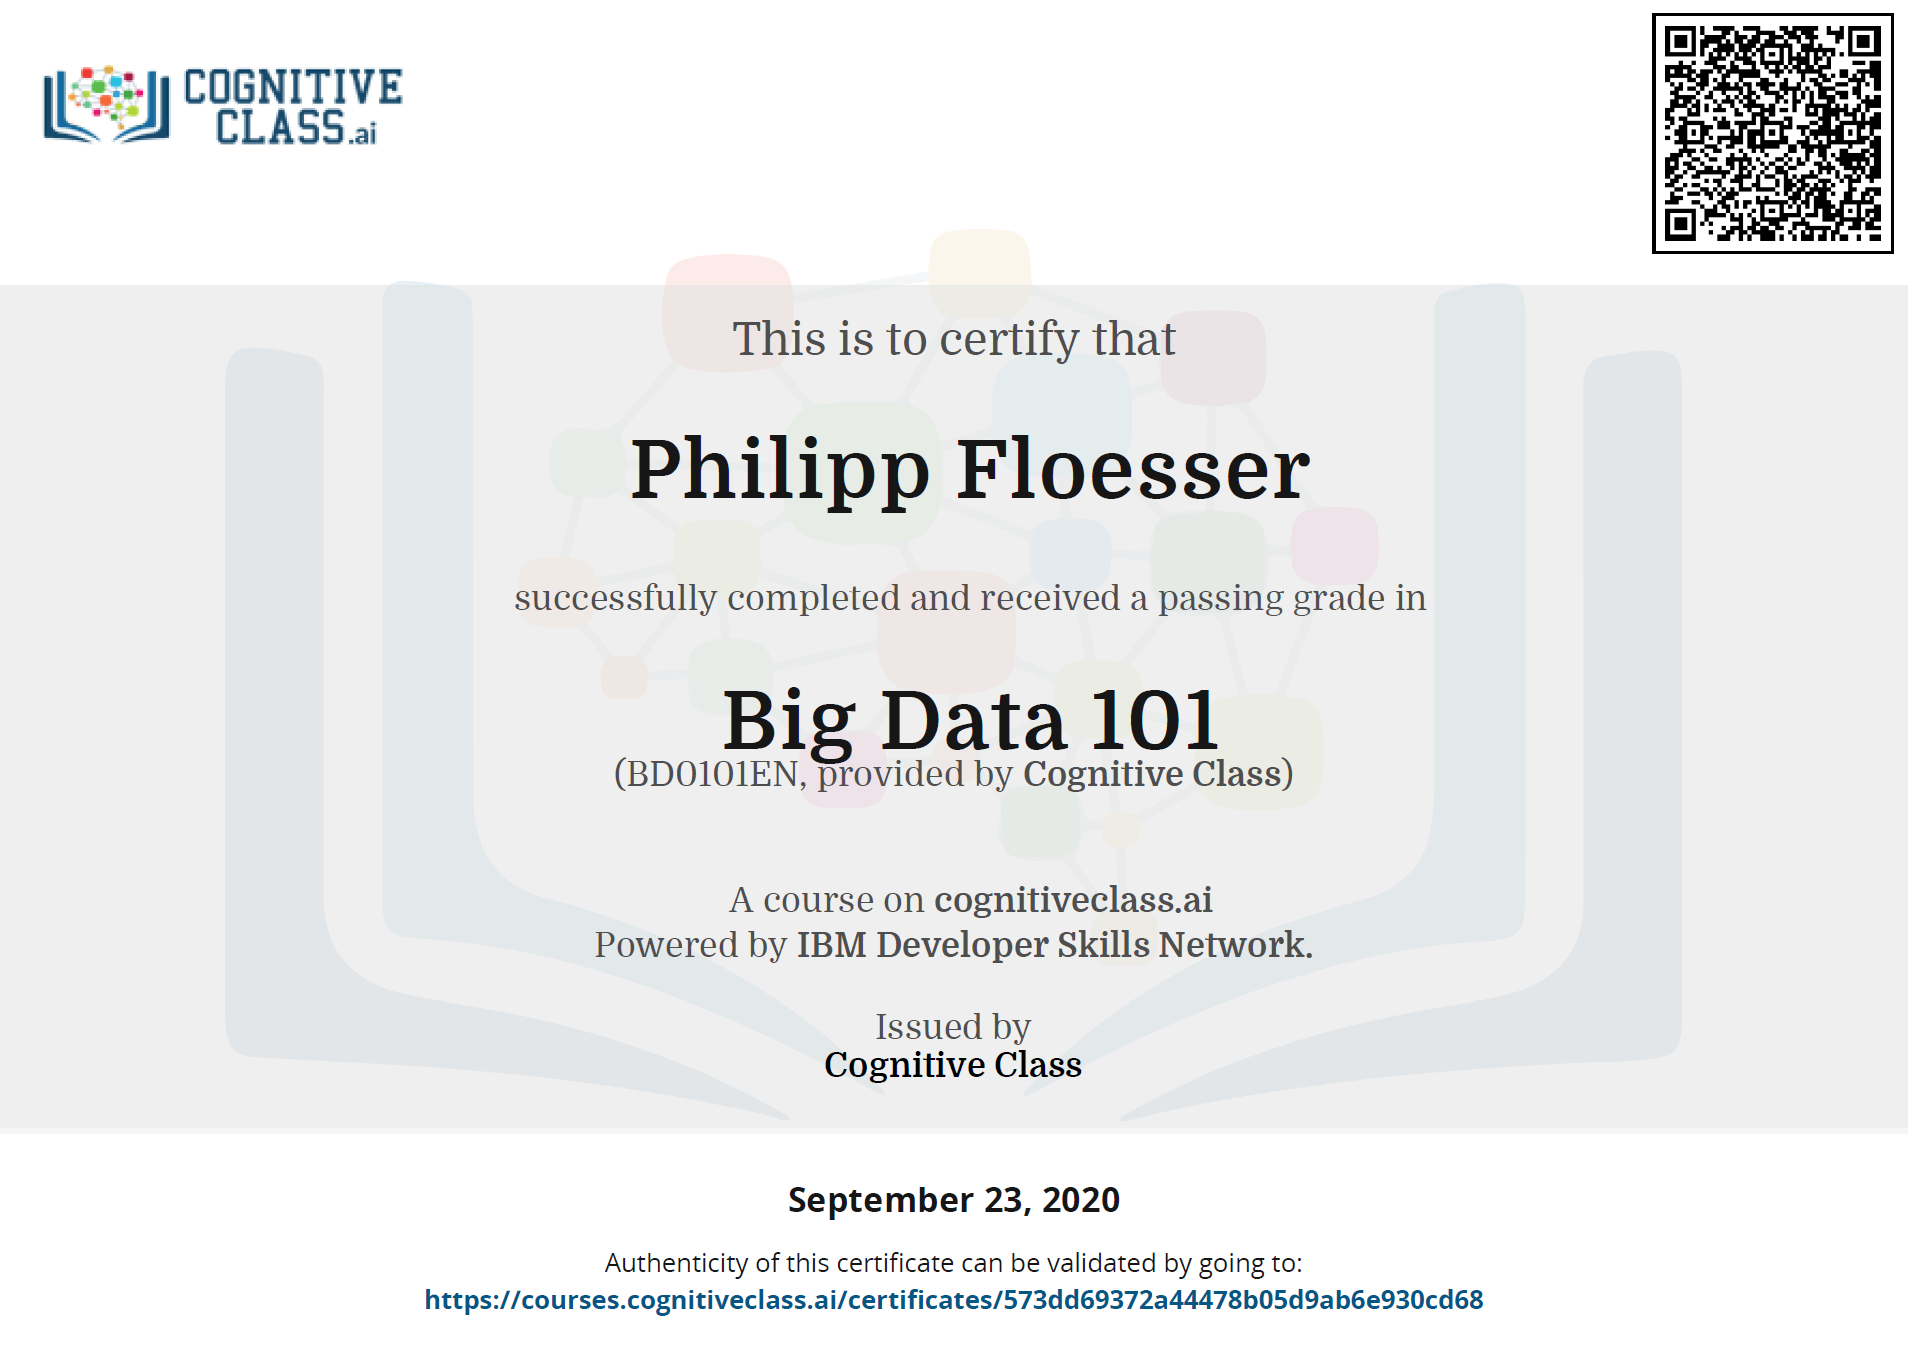 COGNITIVE
CLASS.ai
This is to certify that
Philipp Floesser
successfully completed and received a passing grade in
Big Data 101
(BD0101EN, provided by Cognitive Class)
A course on cognitiveclass.ai
Powered by IBM Developer Skills Network.
Issued by
Cognitive Class
September 23, 2020
Authenticity of this certificate can be validated by going to:
https://courses.cognitiveclass.ai/certificates/573dd69372a44478b05d9ab6e930cd68